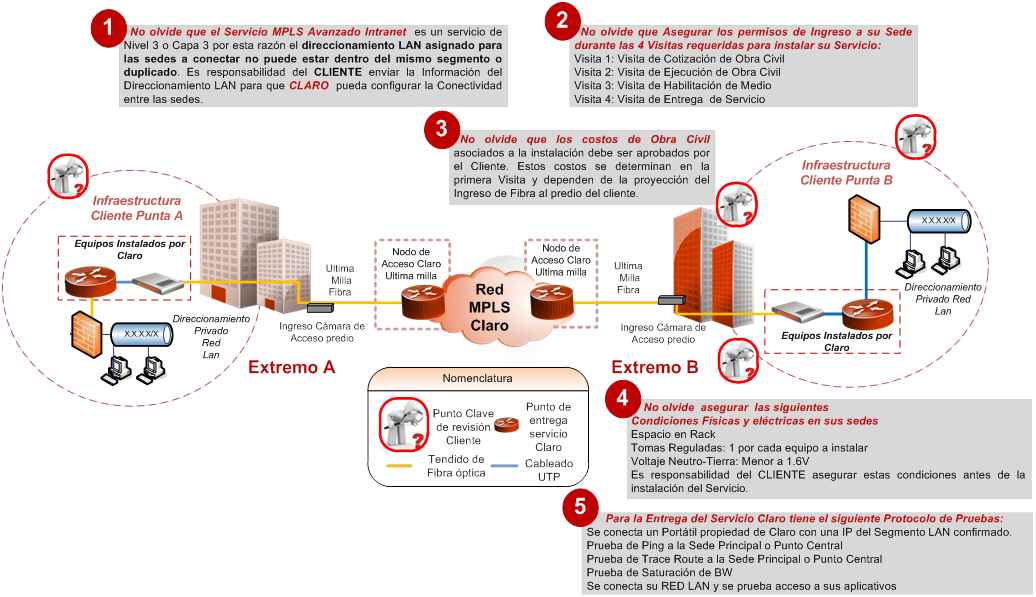 1
No olvide que el Servicio MPLS Avanzado Intranet es un servicio de
Nivel 3 o Capa 3 por esta razón el direccionamiento LAN asignado para
las sedes a conectar no puede estar dentro del mismo segmento o
duplicado. Es responsabilidad del CLIENTE enviar la Información del
Direccionamiento LAN para que CLARO pueda configurar la Conectividad
entre las sedes.
2
No olvide que Asegurar los permisos de Ingreso a su Sede
durante las 4 Visitas requeridas para instalar su Servicio:
Visita 1: Visita de Cotización de Obra Civil
Visita 2: Visita de Ejecución de Obra Civil
Visita 3: Visita de Habilitación de Medio
Visita 4: Visita de Entrega de Servicio
3
No olvide que los costos de Obra Civil
asociados a la instalación debe ser aprobados por
el Cliente. Estos costos se determinan en la
primera Visita y dependen de la proyección del
Ingreso de Fibra al predio del cliente.
?
Infraestructura
Cliente Punta A
Equipos Instalados por
Claro
X.X.X.X/X
Direccionamiento
Privado
Red
Lan
Ultima
Milla
Fibra
Ingreso Cámara de
Acceso predio
Extremo A
Nodo de
Acceso Claro
Ultima milla
Red
MPLS
Claro
Nodo de
Acceso Claro
Ultima milla
Ultima
Milla
Fibra
Ingreso Cámara de
Acceso predio
Extremo B
?
?
?
Infraestructura
Cliente Punta B
X.X.X.X/X
Direccionamiento
Privado Red
Lan
Equipos Instalados por
Claro
Nomenclatura
?
Punto Clave
de revisión
Cliente
Punto de
entrega
servicio
Claro
Tendido de
Fibra óptica
Cableado
UTP
4
No olvide asegurar las siguientes
Condiciones Físicas y eléctricas en sus sedes
Espacio en Rack
Tomas Reguladas: 1 por cada equipo a instalar
Voltaje Neutro-Tierra: Menor a 1.6V
Es responsabilidad del CLIENTE asegurar estas condiciones antes de la
instalación del Servicio.
5
Para la Entrega del Servicio Claro tiene el siguiente Protocolo de Pruebas:
Se conecta un Portátil propiedad de Claro con una IP del Segmento LAN confirmado.
Prueba de Ping a la Sede Principal o Punto Central
Prueba de Trace Route a la Sede Principal o Punto Central
Prueba de Saturación de BW
Se conecta su RED LAN y se prueba acceso a sus aplicativos